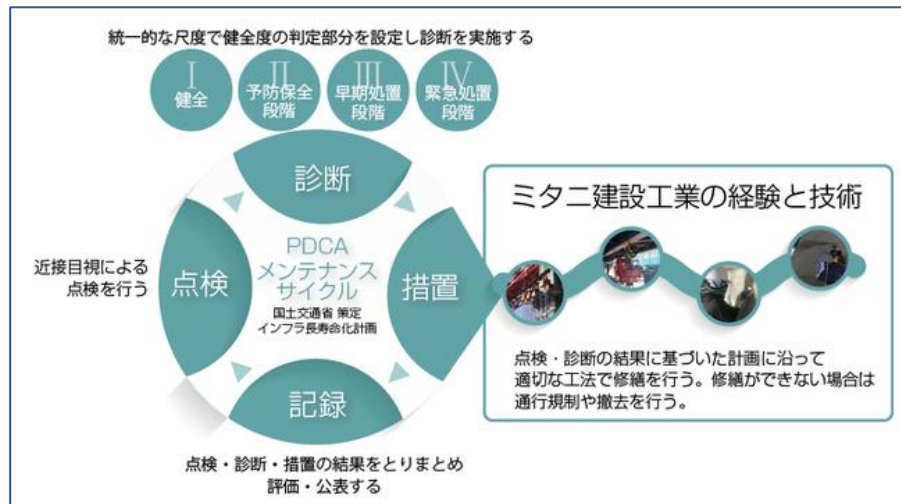 統一的な尺度で健全度の判定部分を設定し診断を実施する
I
健全
II
予防保全
段階
III
早期処置
段階
IV
緊急処置
段階
診断
点検
措置
記録
PDCA
メンテナンス
サイクル
国土交通省 策定
インフラ長寿命化計画
近接目視による
点検を行う
ミタニ建設工業の経験と技術
点検・診断の結果に基づいた計画に沿って
適切な工法で修繕を行う。修繕ができない場合は
通行規制や撤去を行う。
点検・診断・措置の結果をとりまとめ
評価・公表する